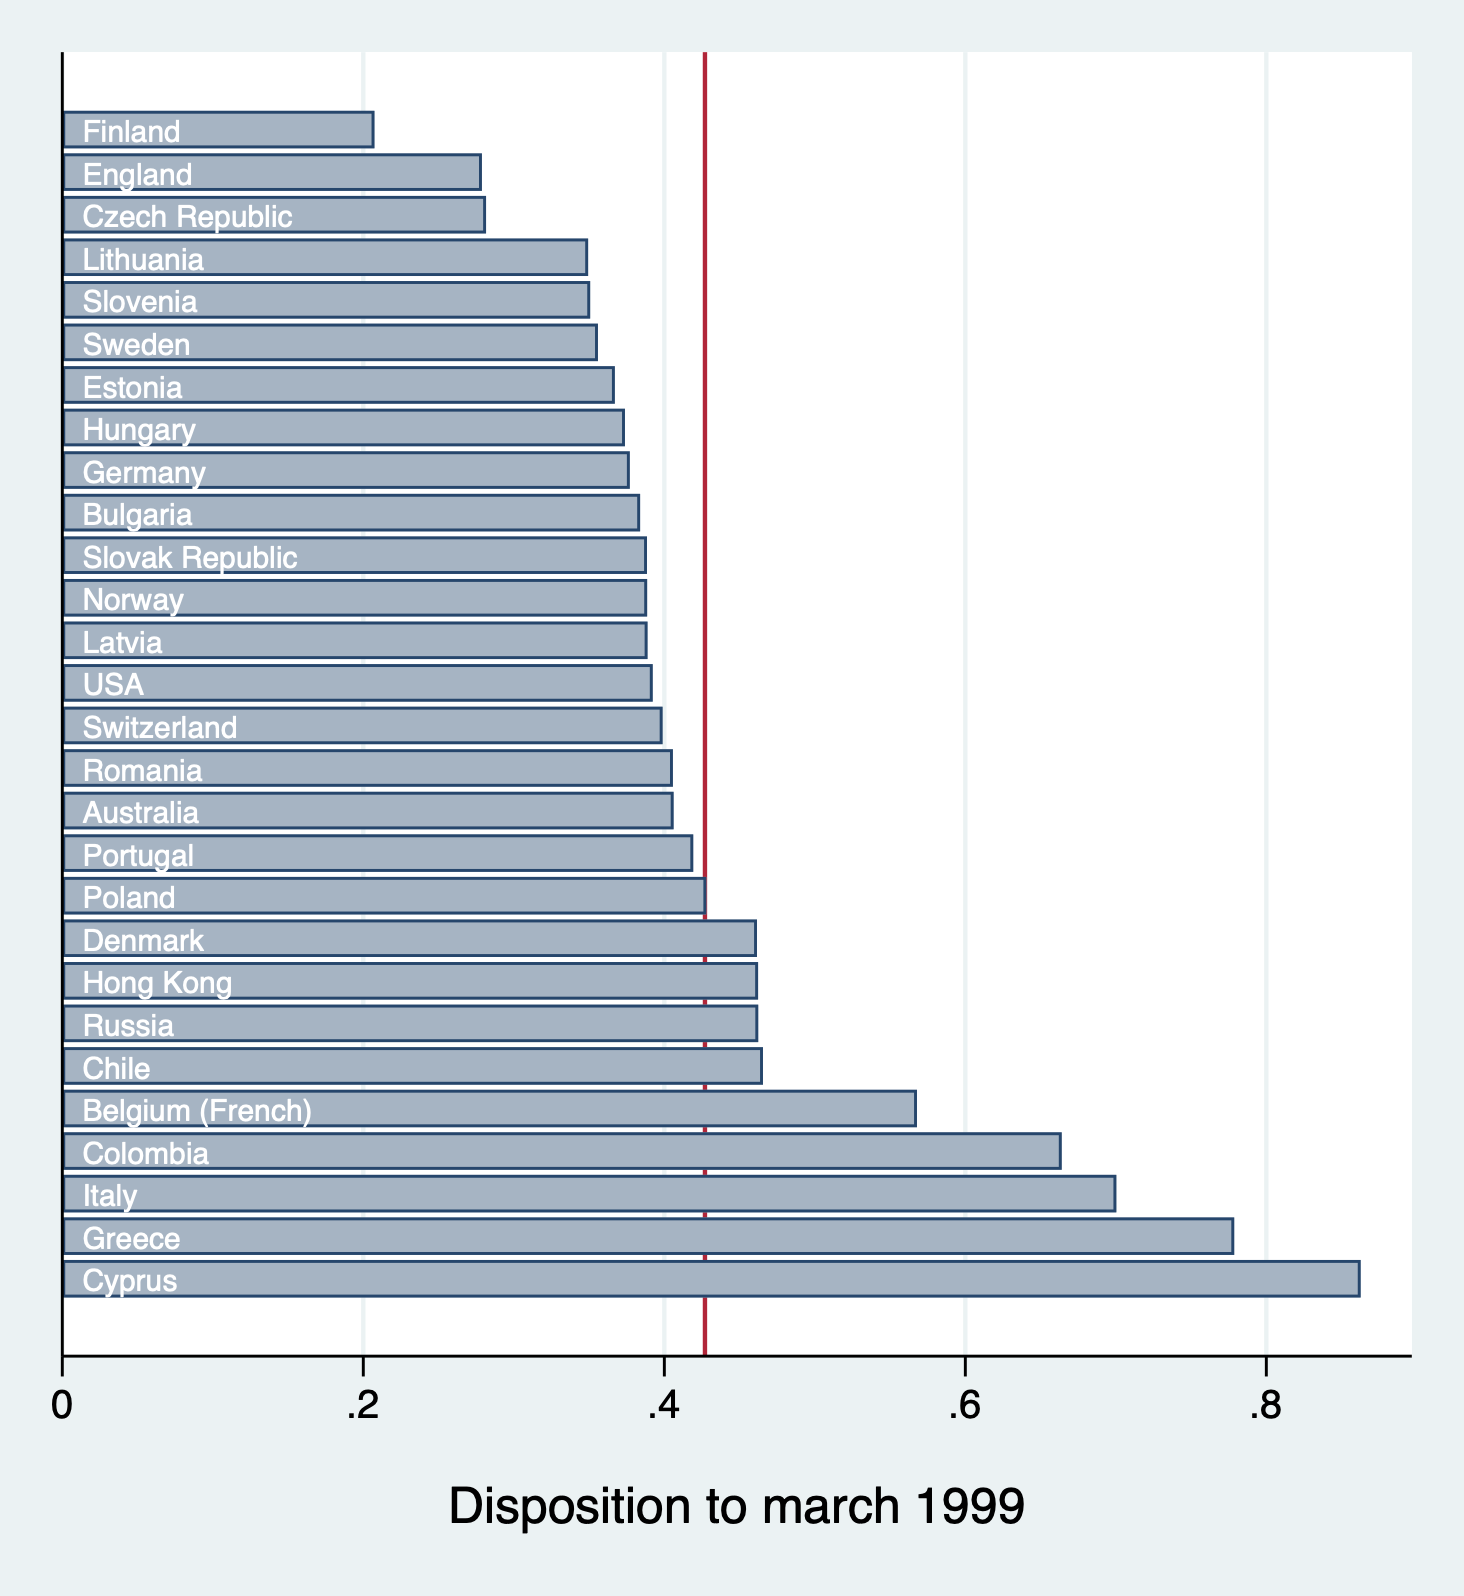 Finland
England
Czech Republic
Lithuania
Slovenia
Sweden
Estonia
Hungary
Germany
Bulgaria
Slovak Republic
Norway
Latvia
USA
Switzerland
Romania
Australia
Portugal
Poland
Denmark
Hong Kong
Russia
Chile
Belgium (French)
Colombia
Italy
Greece
Cyprus
0 .2 .4 .6 .8
Disposition to march 1999